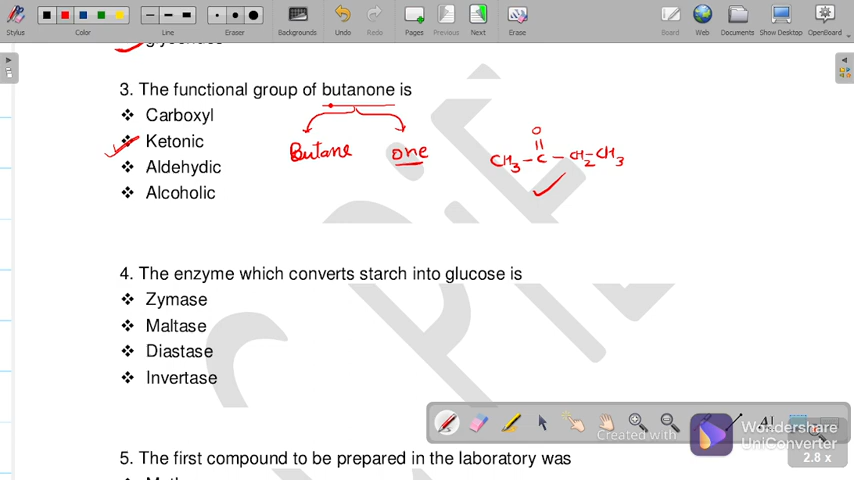 Stylus Color Line Eraser Backgrounds Undo Redo Pages Previous Next Erase Board Web Documents Show Desktop OpenBoard
3. The functional group of butanone is
❖ Carboxyl
❖ Ketonic
❖ Aldehydic
❖ Alcoholic
Butane one
O
CH3 – C – CH2–CH3
4. The enzyme which converts starch into glucose is
❖ Zymase
❖ Maltase
❖ Diastase
❖ Invertase
Created with Wondershare
UniConverter
2.8 x
5. The first compound to be prepared in the laboratory was